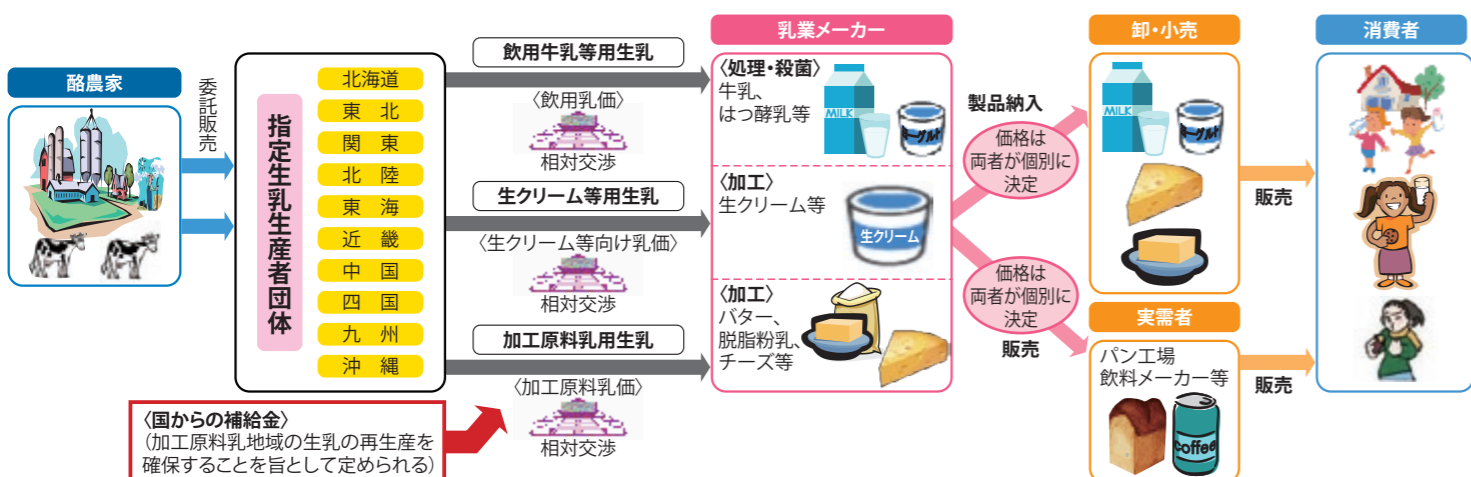 酪農家
委託販売
指定生乳生産者団体
北海道
東 北
関 東
北 陸
東 海
近 畿
中 国
四 国
九 州
沖 縄
〈国からの補給金〉
(加工原料乳地域の生乳の再生産を
確保することを旨として定められる)
飲用牛乳等用生乳
〈飲用乳価〉
相対交渉
生クリーム等用生乳
〈生クリーム等向け乳価〉
相対交渉
加工原料乳用生乳
〈加工原料乳価〉
相対交渉
乳業メーカー
〈処理・殺菌〉
牛乳、
はつ酵乳等
MILK
ヨーグルト
〈加工〉
生クリーム等
生クリーム
〈加工〉
バター、
脱脂粉乳、
チーズ等
製品納入
価格は
両者が個別に
決定
価格は
両者が個別に
決定
販売
卸・小売
MILK
ヨーグルト
実需者
パン工場
飲料メーカー等
coffee
販売
販売
消費者